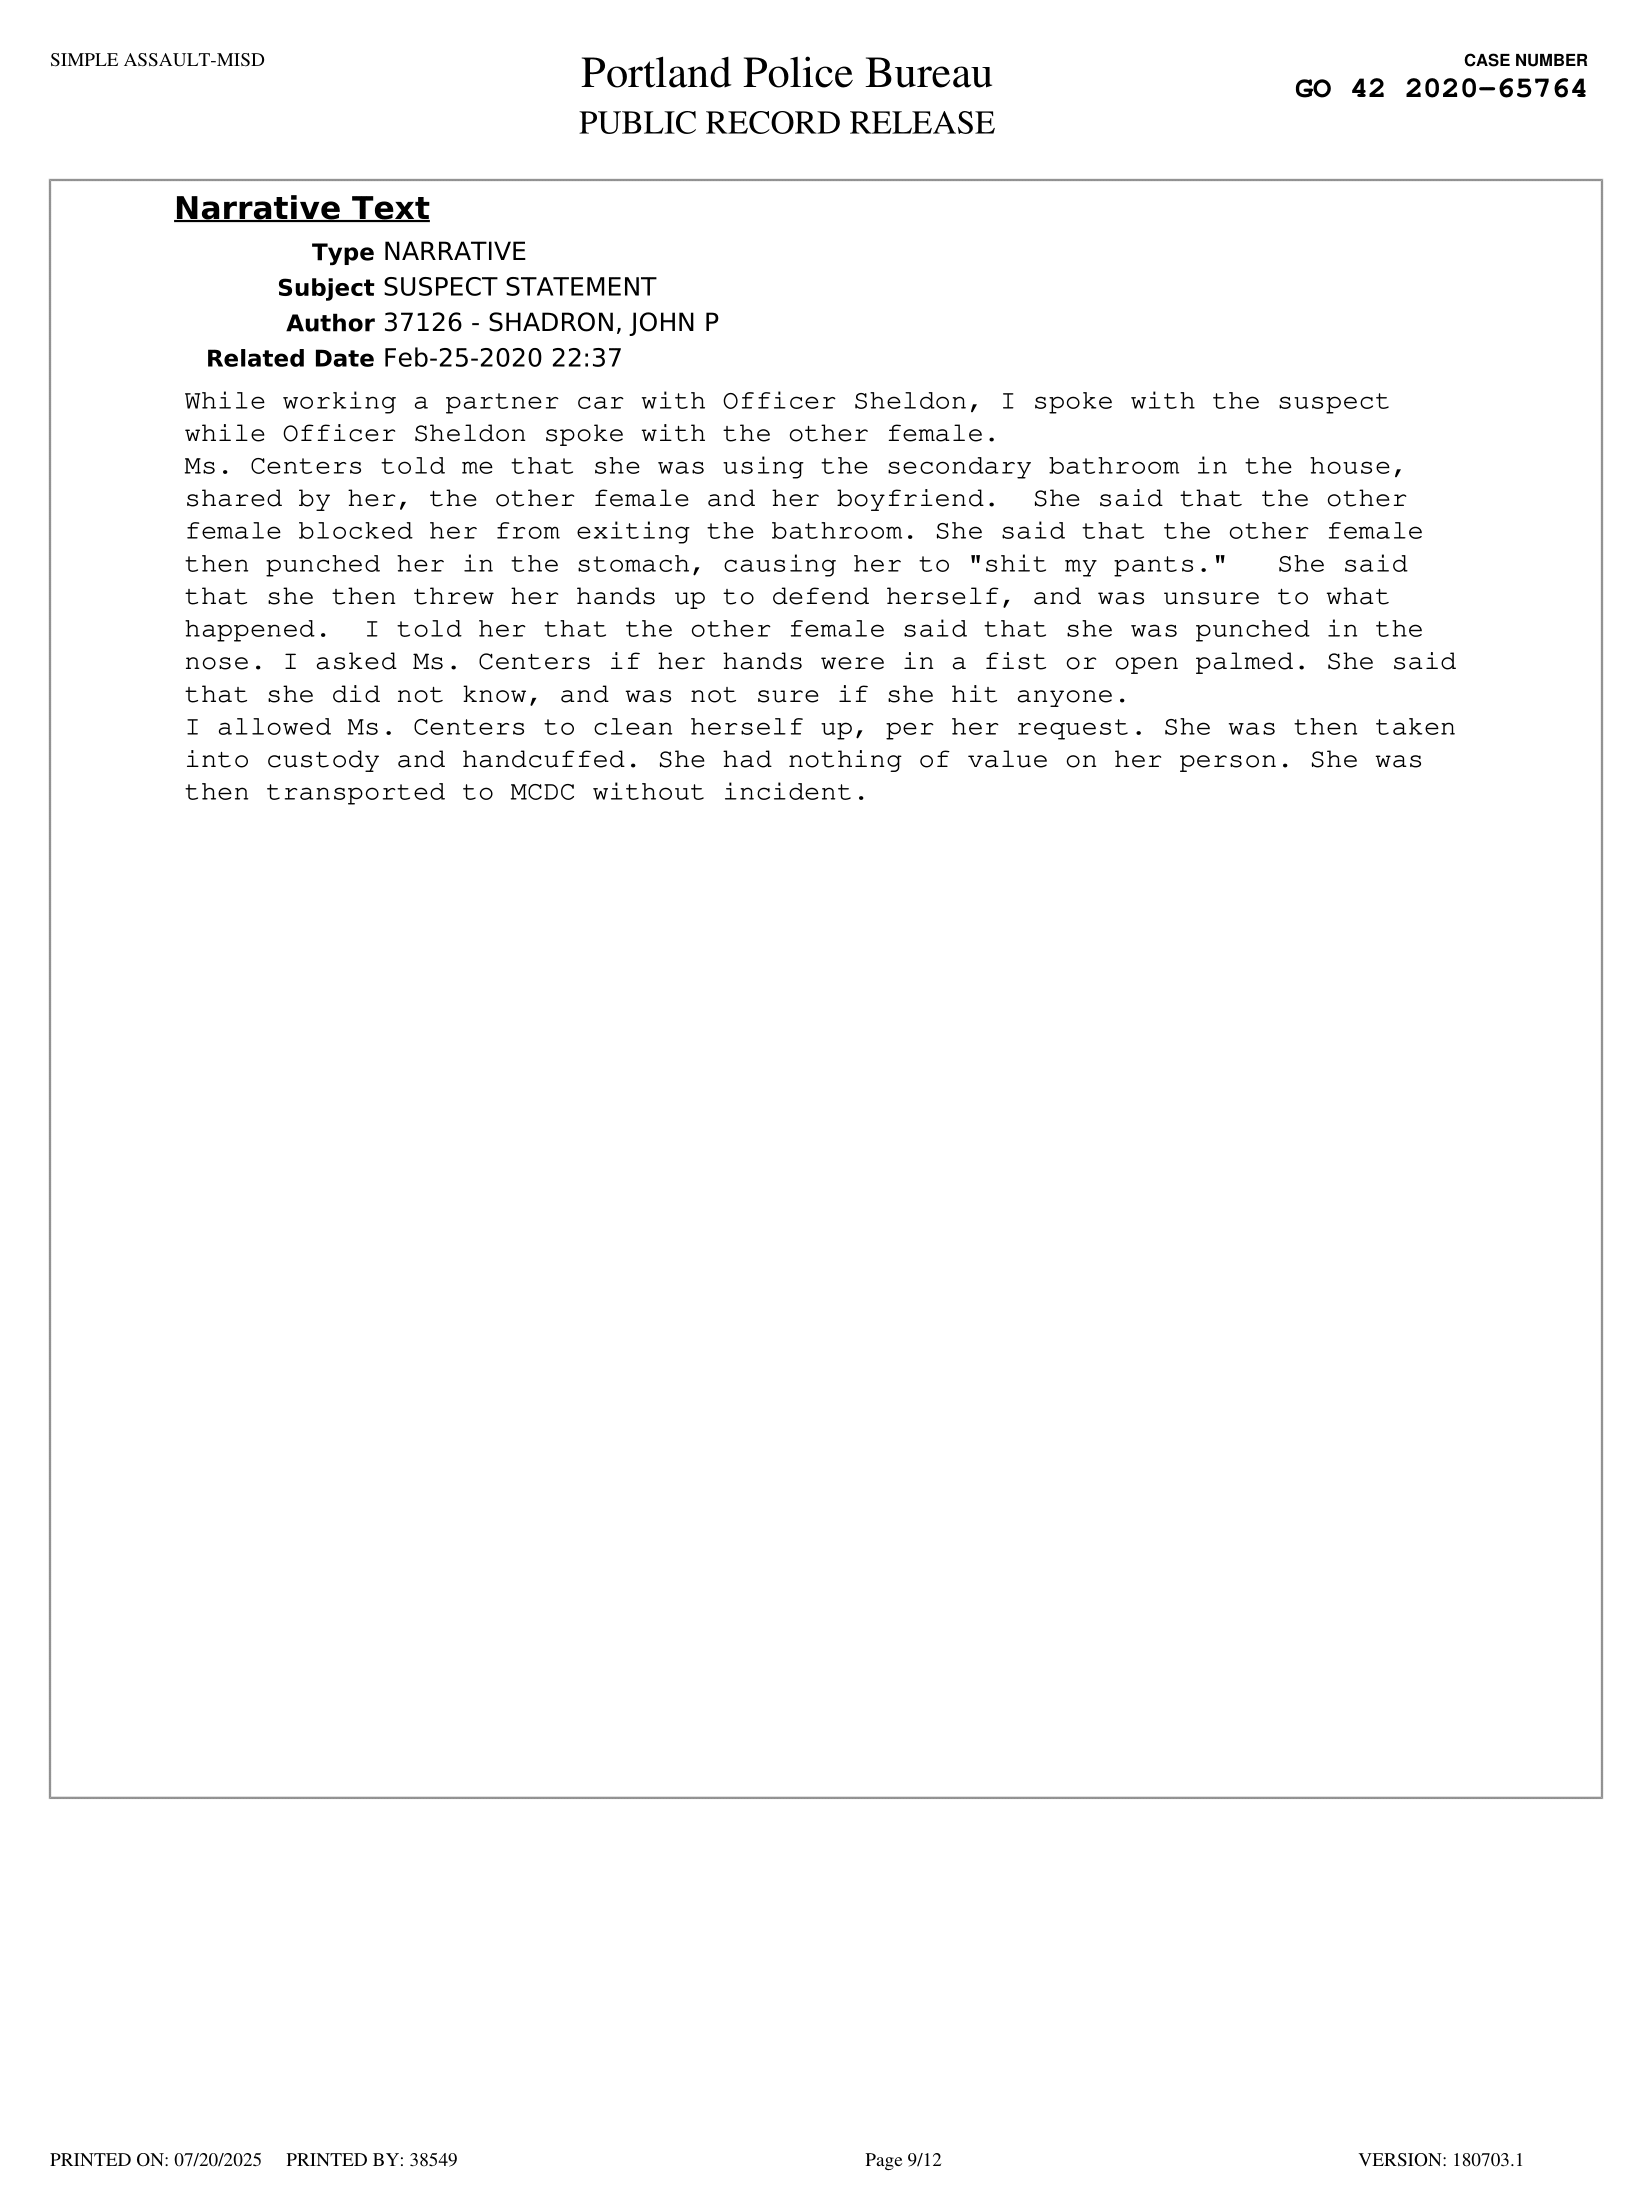 SIMPLE ASSAULT-MISD
Portland Police Bureau
PUBLIC RECORD RELEASE
CASE NUMBER
GO 42 2020-65764
Narrative Text
Type NARRATIVE
Subject SUSPECT STATEMENT
Author 37126 - SHADRON, JOHN P
Related Date Feb-25-2020 22:37
While working a partner car with Officer Sheldon, I spoke with the suspect
while Officer Sheldon spoke with the other female.
Ms. Centers told me that she was using the secondary bathroom in the house,
shared by her, the other female and her boyfriend.  She said that the other
female blocked her from exiting the bathroom. She said that the other female
then punched her in the stomach, causing her to "shit my pants."   She said
that she then threw her hands up to defend herself, and was unsure to what
happened.  I told her that the other female said that she was punched in the
nose. I asked Ms. Centers if her hands were in a fist or open palmed. She said
that she did not know, and was not sure if she hit anyone.
I allowed Ms. Centers to clean herself up, per her request. She was then taken
into custody and handcuffed. She had nothing of value on her person. She was
then transported to MCDC without incident.
PRINTED ON: 07/20/2025 PRINTED BY: 38549
Page 9/12
VERSION: 180703.1